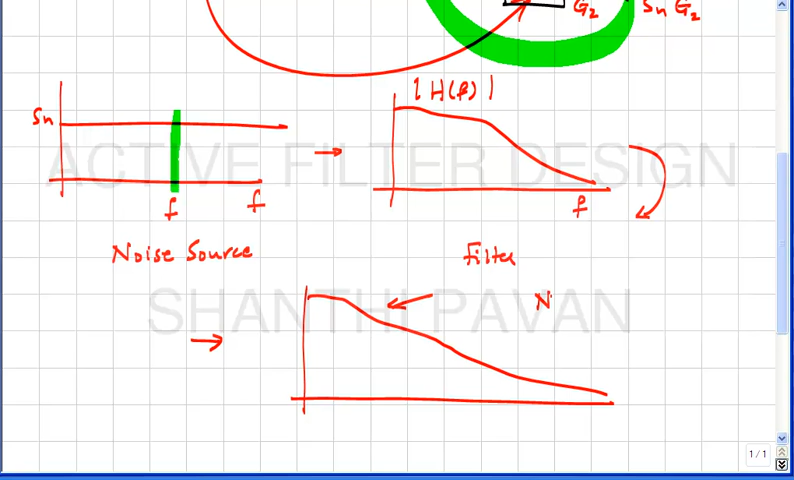 G2 Sn G2
|H(f)|
Sn
ACTIVE FILTER DESIGN
f f f
Noise Source Filter
SHANTHI PAVAN
N
1 / 1